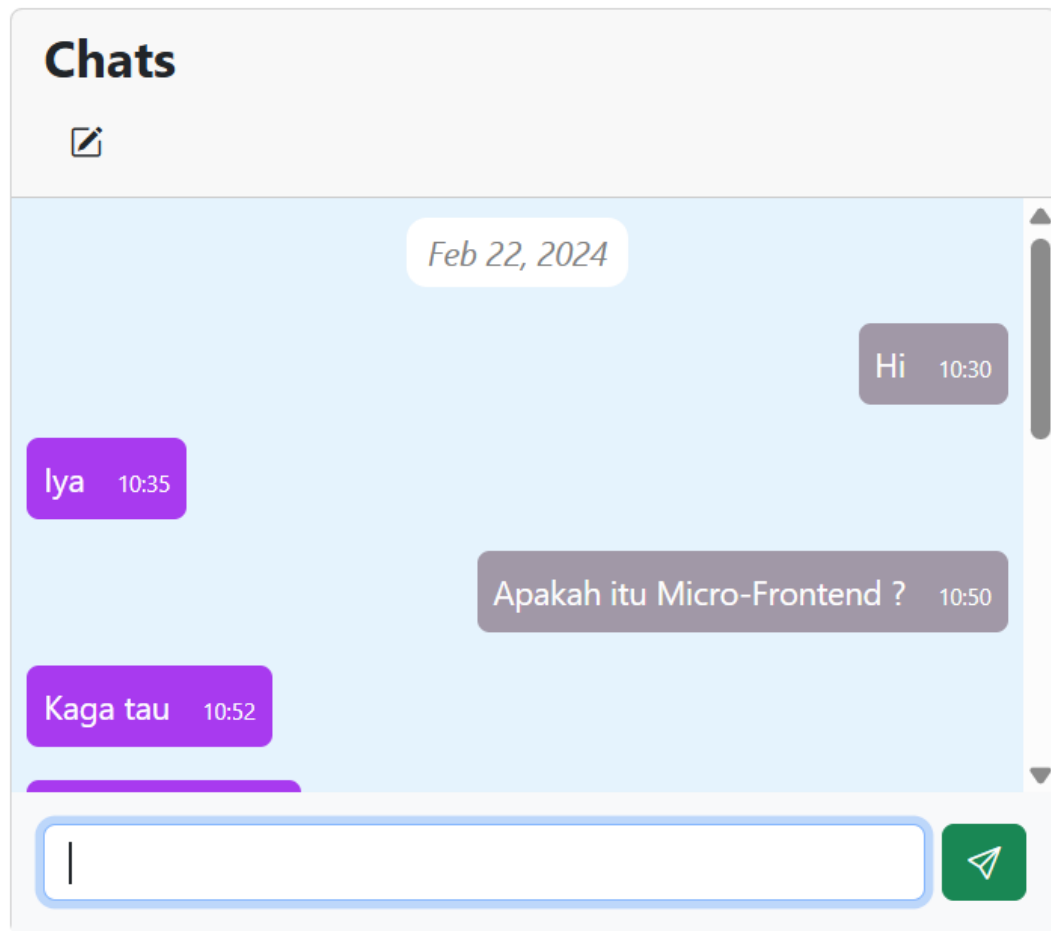 Chats
Feb 22, 2024
Hi 10:30
Iya 10:35
Apakah itu Micro-Frontend ? 10:50
Kaga tau 10:52